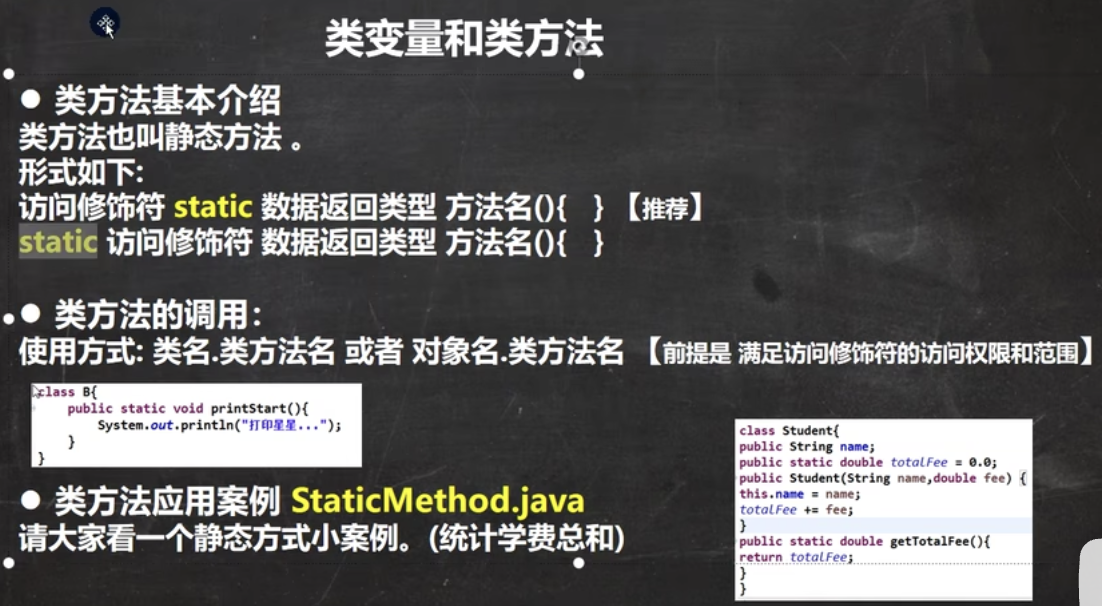 类变量和类方法
● 类方法基本介绍
类方法也叫静态方法 。
形式如下:
访问修饰符 static 数据返回类型 方法名(){ } 【推荐】
static 访问修饰符 数据返回类型 方法名(){ }
● 类方法的调用:
使用方式: 类名.类方法名 或者 对象名.类方法名 【前提是 满足访问修饰符的访问权限和范围】
class B{
public static void printStart(){
System.out.println("打印星星...");
}
}
● 类方法应用案例 StaticMethod.java
请大家看一个静态方式小案例。(统计学费总和)
class Student{
public String name;
public static double totalFee = 0.0;
public Student(String name,double fee) {
this.name = name;
totalFee += fee;
}
public static double getTotalFee(){
return totalFee;
}
}